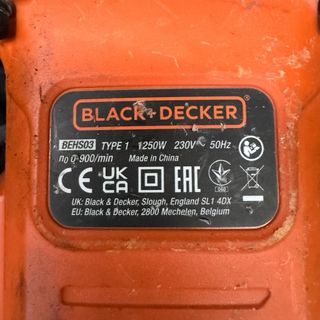 BLACK+DECKER
BEHS03 TYPE 1 1250W 230V ~ 50Hz
n₀ 0-900/min Made in China
CE UK CA EAC
UK: Black & Decker, Slough, England SL1 4DX
EU: Black & Decker, 2800 Mechelen, Belgium